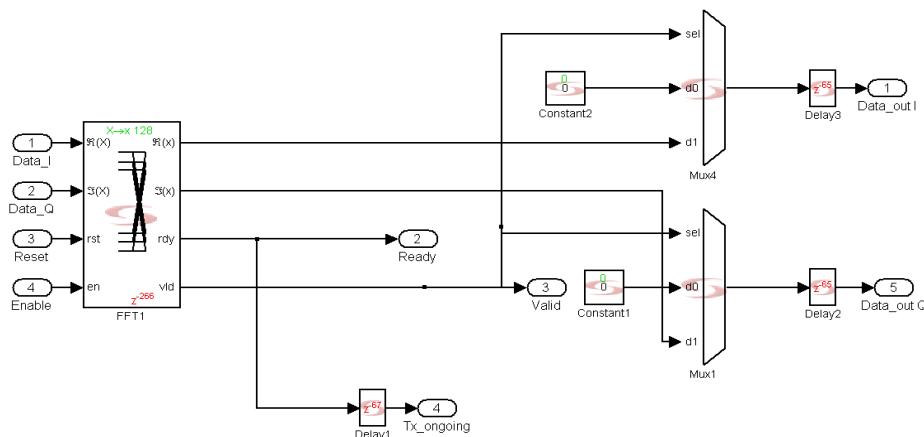 sel
0
0
Constant2
d0
z-65
Delay3
1
Data_out I
d1
Mux4
X→x 128
1
Data_I
ℜ(X)
ℜ(x)
2
Data_Q
ℑ(X)
ℑ(x)
3
Reset
rst
rdy
2
Ready
4
Enable
en
vld
z-266
FFT1
3
Valid
sel
0
0
Constant1
d0
z-65
Delay2
5
Data_out Q
d1
Mux1
z-67
Delay1
4
Tx_ongoing